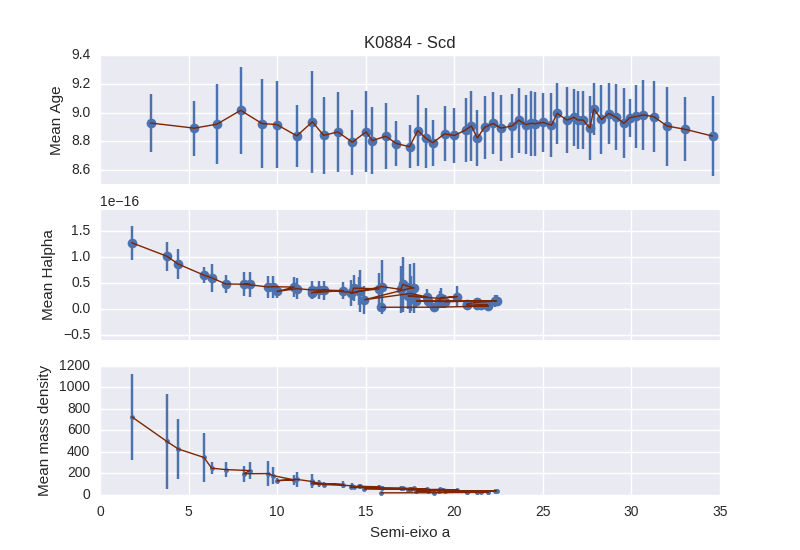 K0884 - Scd
9.4
9.2
9.0
8.8
8.6
Mean Age
1e−16
1.5
1.0
0.5
0.0
−0.5
Mean Halpha
1200
1000
800
600
400
200
0
Mean mass density
0 5 10 15 20 25 30 35
Semi-eixo a